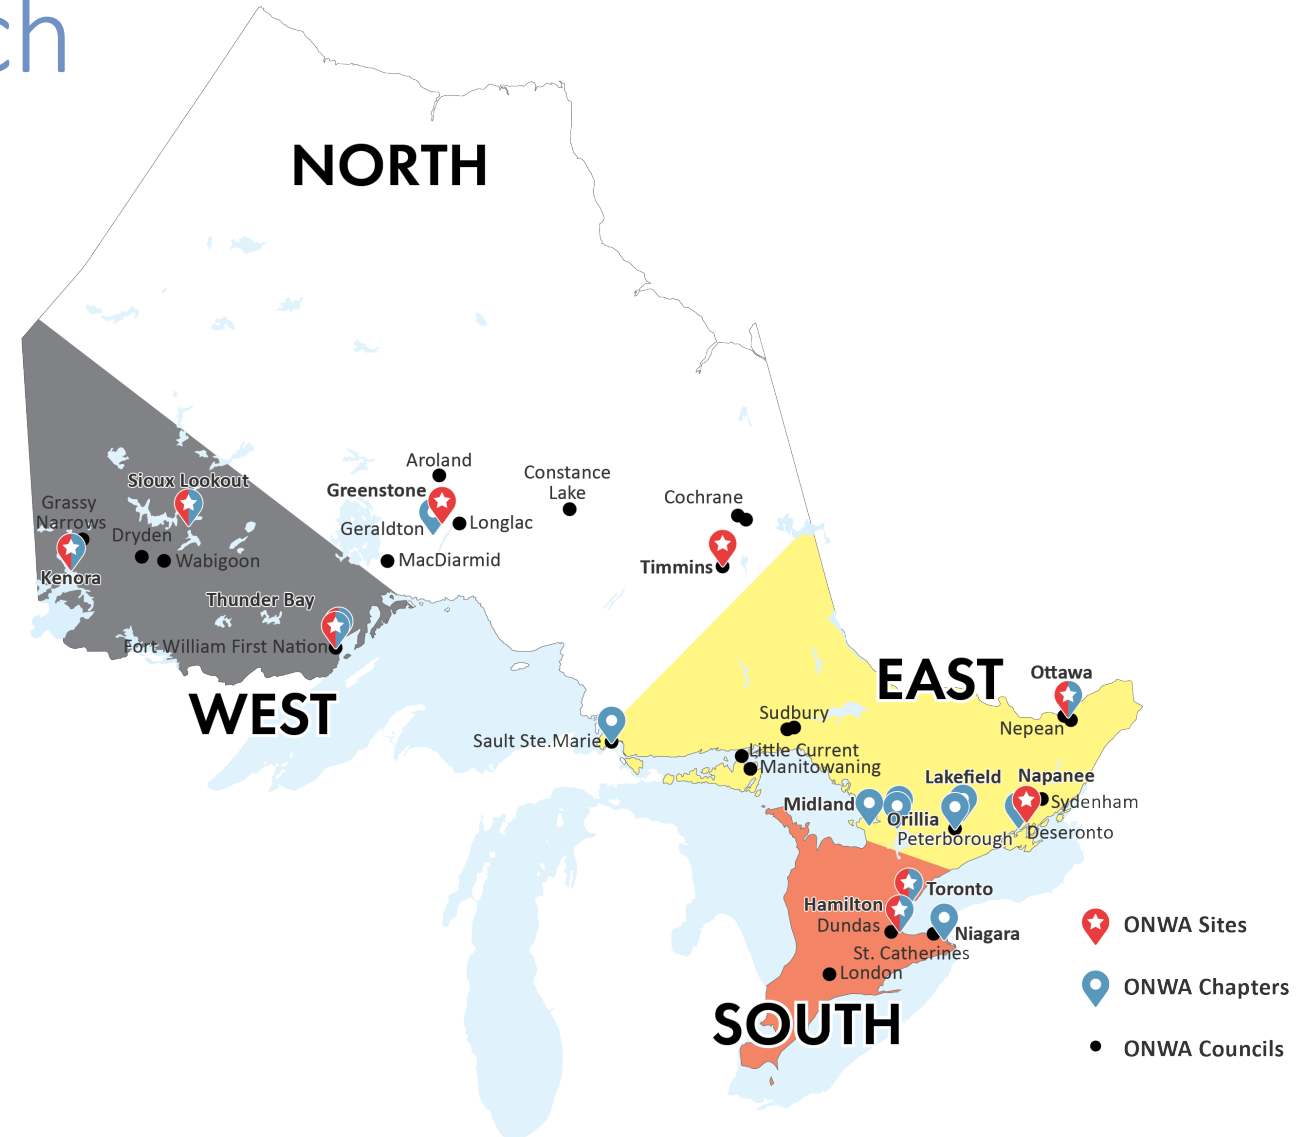 ch
NORTH
Aroland
Constance
Lake
Sioux Lookout
Greenstone
Grassy
Narrows
Cochrane
Geraldton
Longlac
Dryden
Wabigoon
MacDiarmid
Timmins
Kenora
Thunder Bay
Fort William First Nation
WEST
EAST
Ottawa
Sudbury
Nepean
Sault Ste.Marie
Little Current
Manitowaning
Lakefield
Napanee
Midland
Sydenham
Orillia
Peterborough
Deseronto
Toronto
Hamilton
Dundas
Niagara
St. Catherines
London
SOUTH
ONWA Sites
ONWA Chapters
ONWA Councils